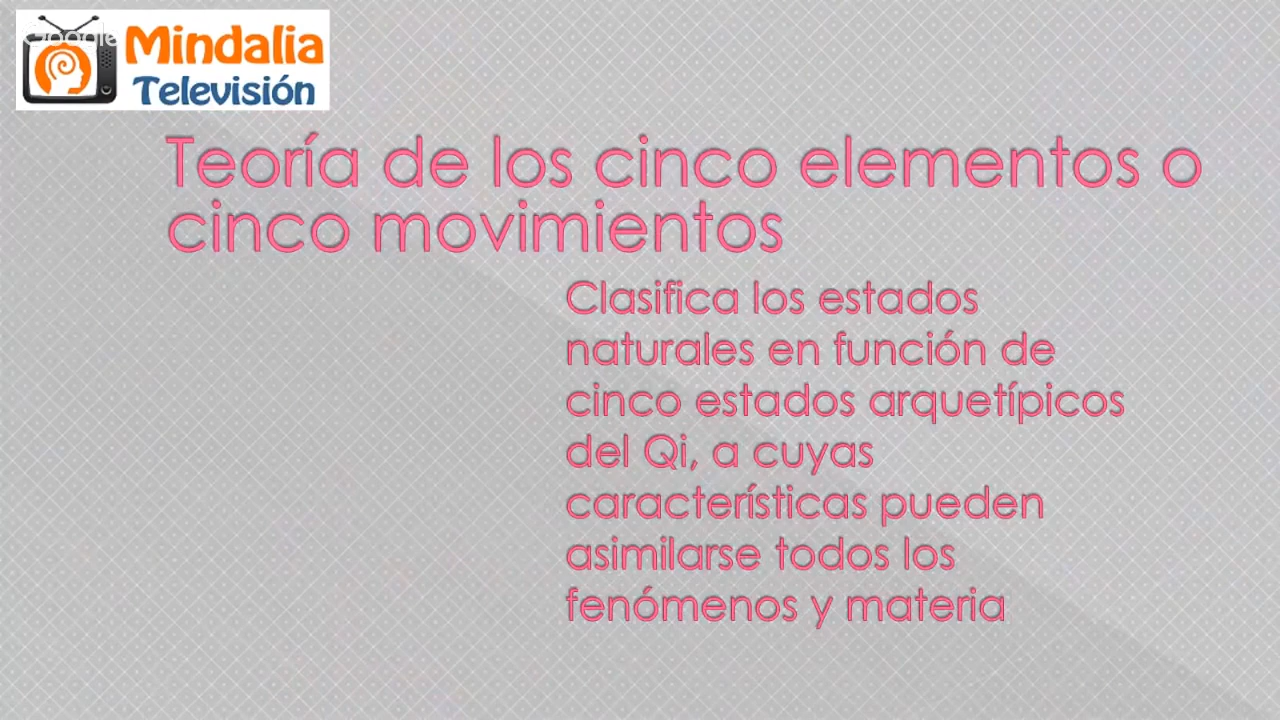 Google
Mindalia
Televisión
Teoría de los cinco elementos o
cinco movimientos
Clasifica los estados
naturales en función de
cinco estados arquetípicos
del Qi, a cuyas
características pueden
asimilarse todos los
fenómenos y materia